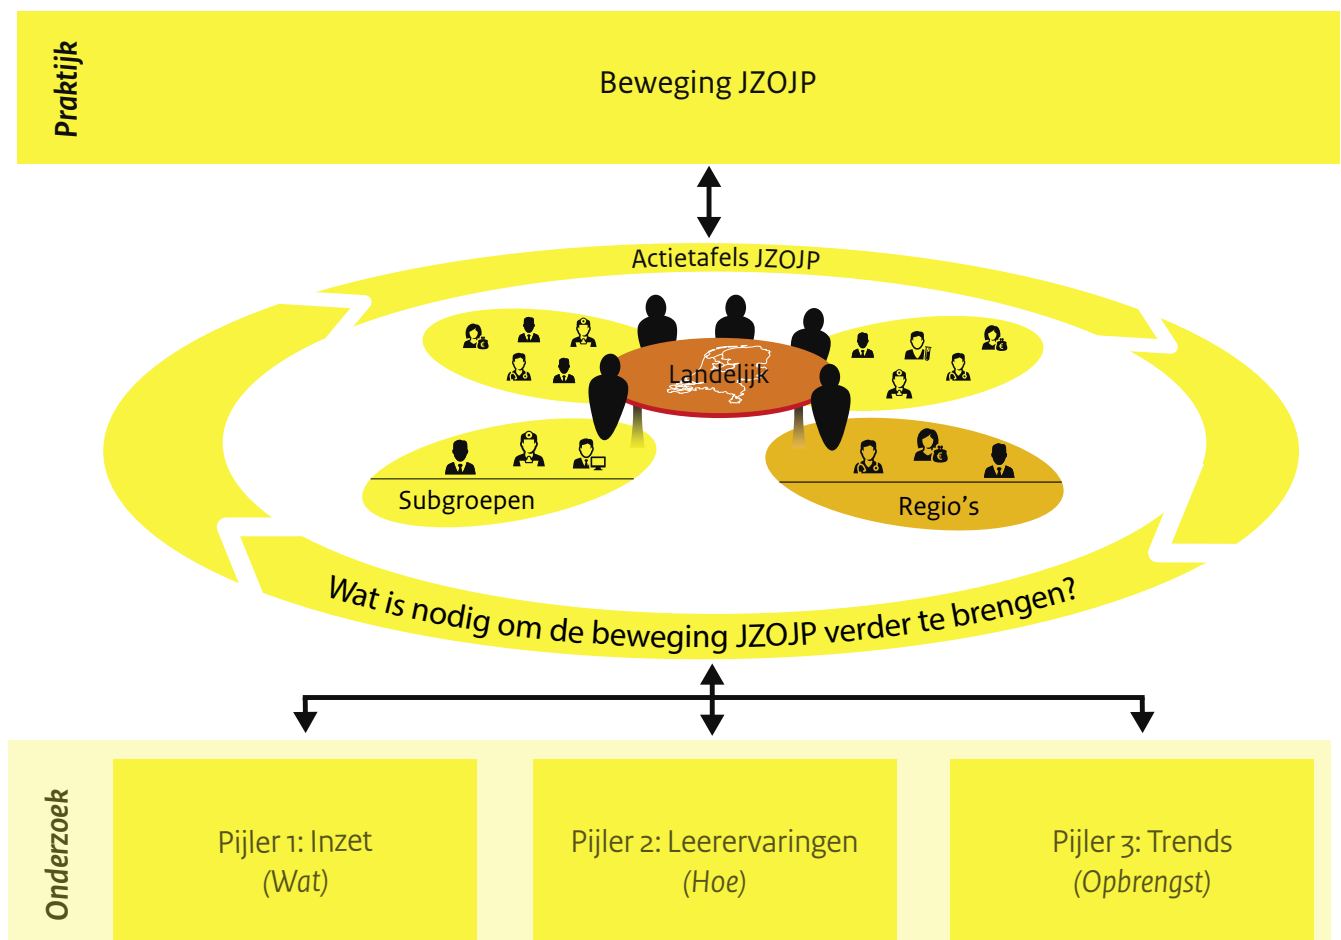 Praktijk
Beweging JZOJP
Actietafels JZOJP
Landelijk
Subgroepen
Regio's
Wat is nodig om de beweging JZOJP verder te brengen?
Onderzoek
Pijler 1: Inzet
(Wat)
Pijler 2: Leerervaringen
(Hoe)
Pijler 3: Trends
(Opbrengst)